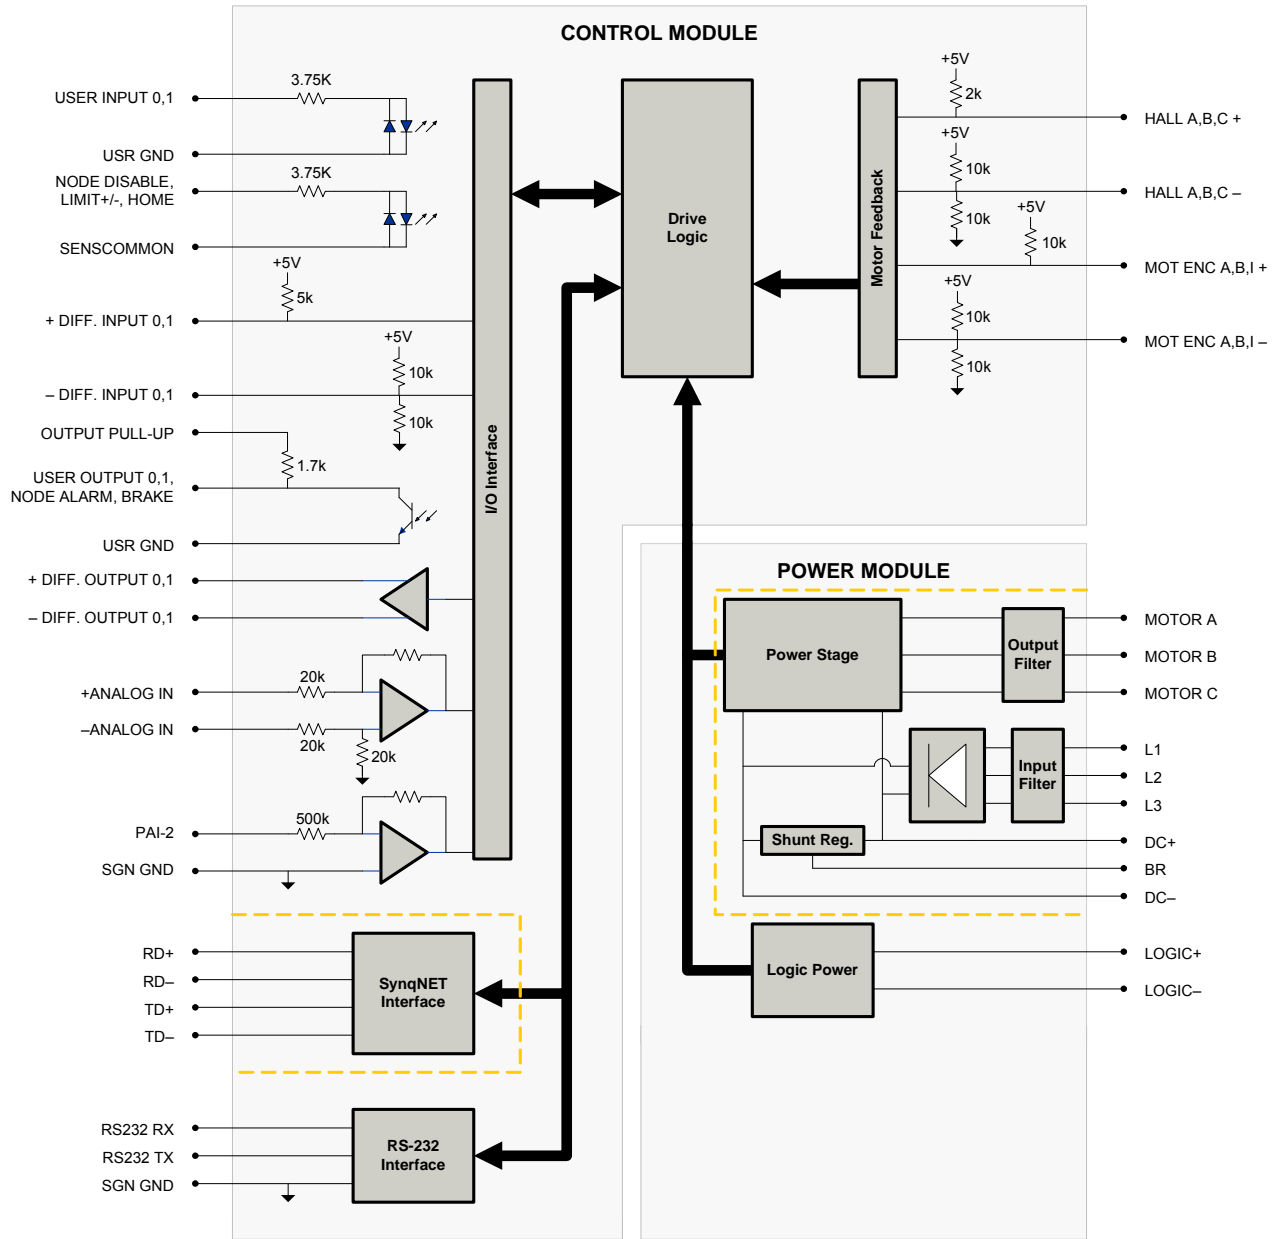 CONTROL MODULE
USER INPUT 0,1
3.75K
USR GND
NODE DISABLE,
LIMIT+/-, HOME
3.75K
SENSCOMMON
+5V
5k
+ DIFF. INPUT 0,1
+5V
10k
– DIFF. INPUT 0,1
10k
OUTPUT PULL-UP
1.7k
USER OUTPUT 0,1,
NODE ALARM, BRAKE
USR GND
+ DIFF. OUTPUT 0,1
– DIFF. OUTPUT 0,1
+ANALOG IN
20k
–ANALOG IN
20k
20k
PAI-2
500k
SGN GND
I/O Interface
RD+
RD–
TD+
TD–
SynqNET
Interface
RS232 RX
RS232 TX
SGN GND
RS-232
Interface
Drive
Logic
Motor Feedback
+5V
2k
HALL A,B,C +
+5V
10k
HALL A,B,C –
10k
+5V
10k
MOT ENC A,B,I +
+5V
10k
MOT ENC A,B,I –
10k
POWER MODULE
Power Stage
Output
Filter
MOTOR A
MOTOR B
MOTOR C
Input
Filter
L1
L2
L3
Shunt Reg.
DC+
BR
DC–
Logic Power
LOGIC+
LOGIC–